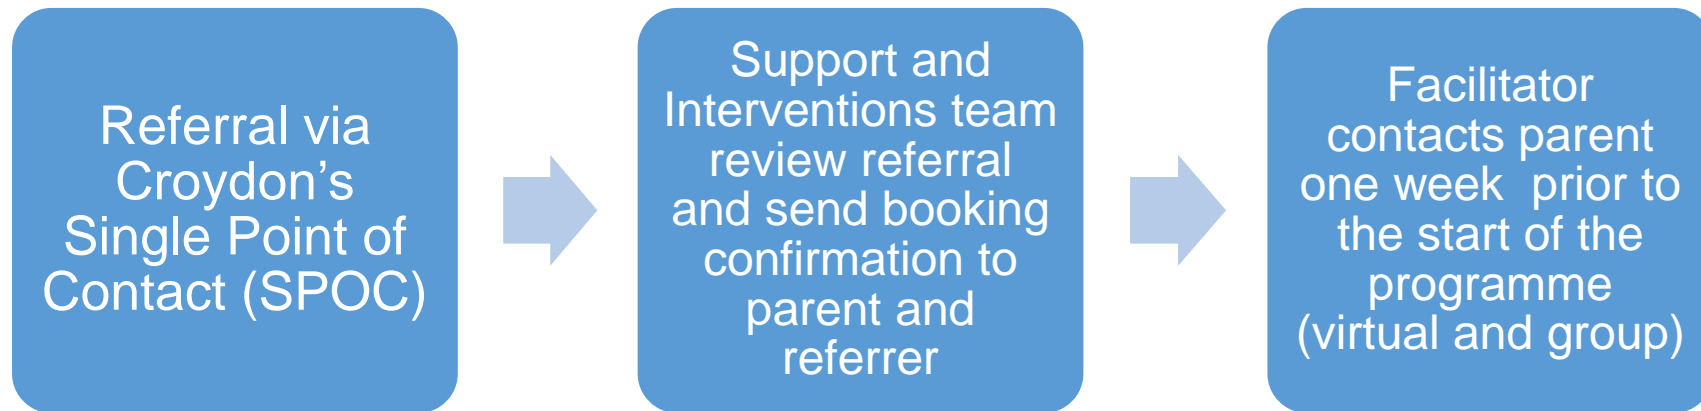 Referral via
Croydon’s
Single Point of
Contact (SPOC)
Support and
Interventions team
review referral
and send booking
confirmation to
parent and
referrer
Facilitator
contacts parent
one week  prior to
the start of the
programme
(virtual and group)